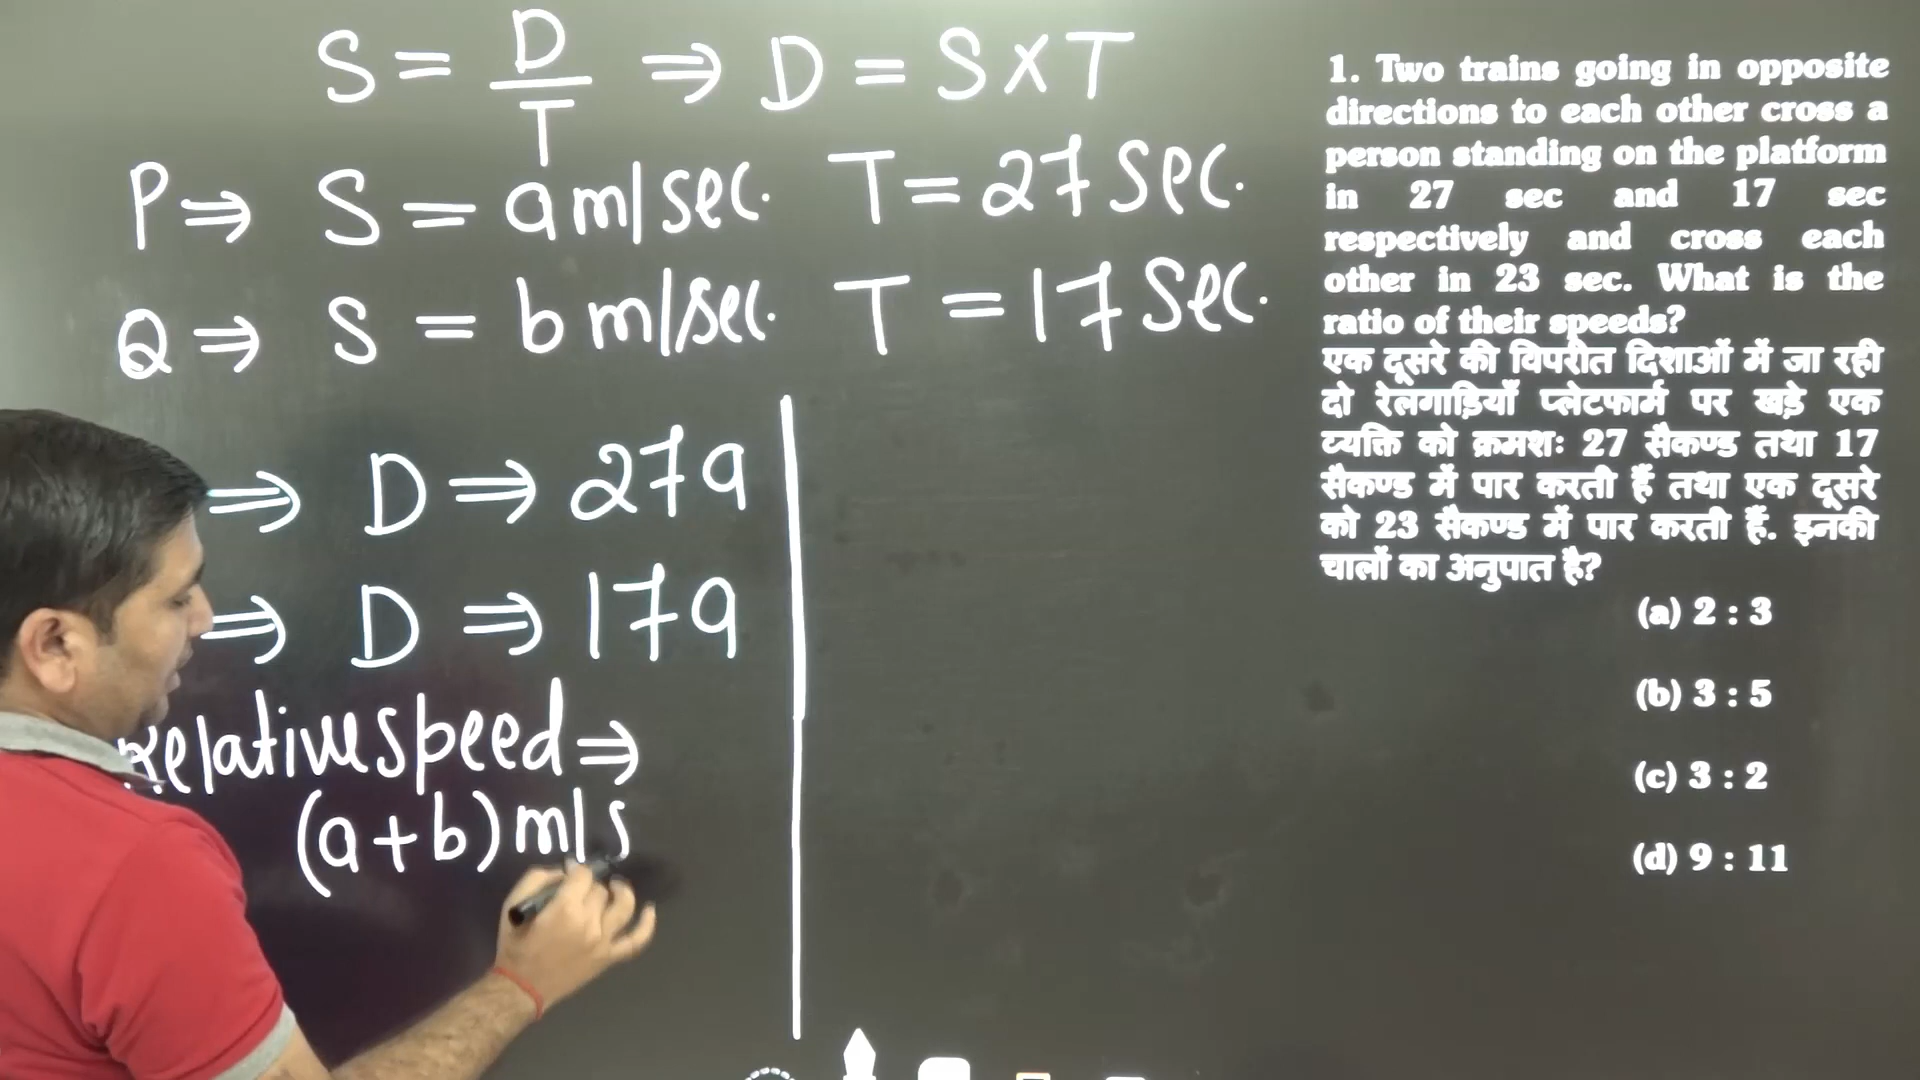 S = D/T ⇒ D = S×T
P ⇒ S = a m/sec. T = 27 Sec.
Q ⇒ S = b m/sec. T = 17 Sec.
⇒ D ⇒ 27a
⇒ D ⇒ 17a
relative speed ⇒
(a+b) m/s
1. Two trains going in opposite
directions to each other cross a
person standing on the platform
in 27 sec and 17 sec
respectively and cross each
other in 23 sec. What is the
ratio of their speeds?
एक दूसरे की विपरीत दिशाओं में जा रही
दो रेलगाड़ियाँ प्लेटफार्म पर खड़े एक
व्यक्ति को क्रमशः 27 सैकण्ड तथा 17
सैकण्ड में पार करती हैं तथा एक दूसरे
को 23 सैकण्ड में पार करती हैं. इनकी
चालों का अनुपात है?
(a) 2 : 3
(b) 3 : 5
(c) 3 : 2
(d) 9 : 11